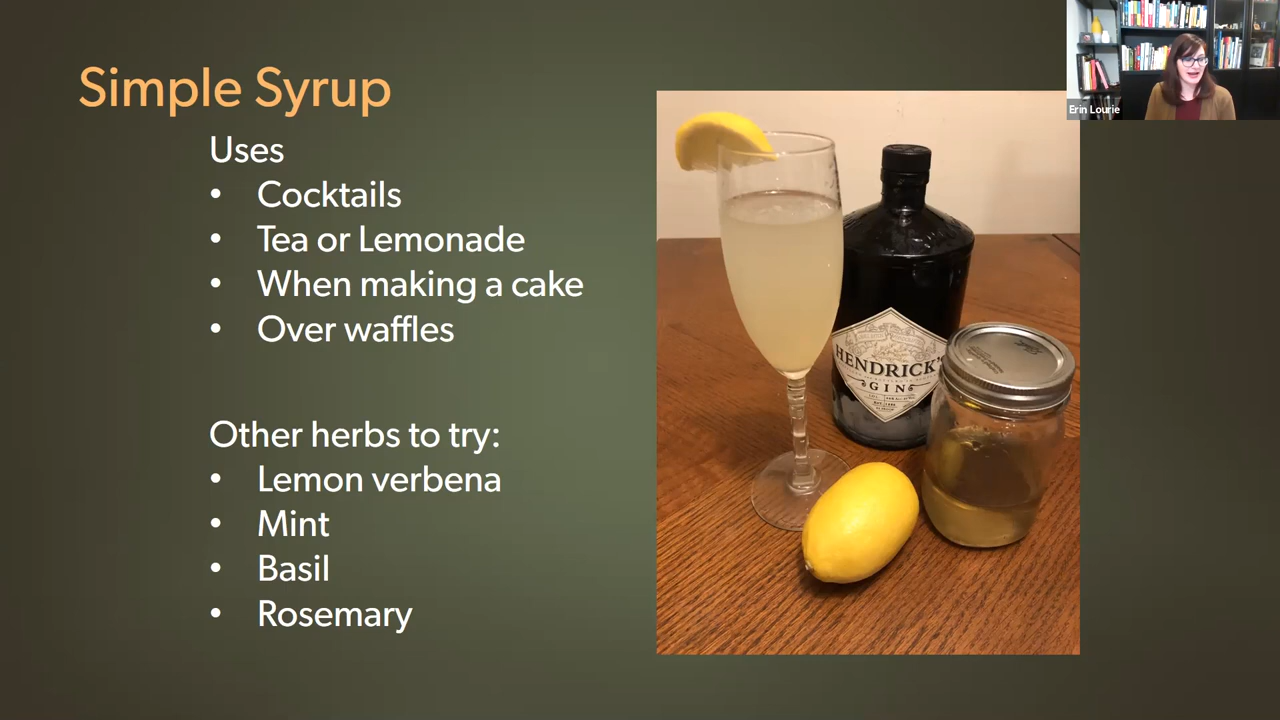 Simple Syrup
Uses
• Cocktails
• Tea or Lemonade
• When making a cake
• Over waffles
Other herbs to try:
• Lemon verbena
• Mint
• Basil
• Rosemary
HENDRICK'S
GIN
Erin Lourie